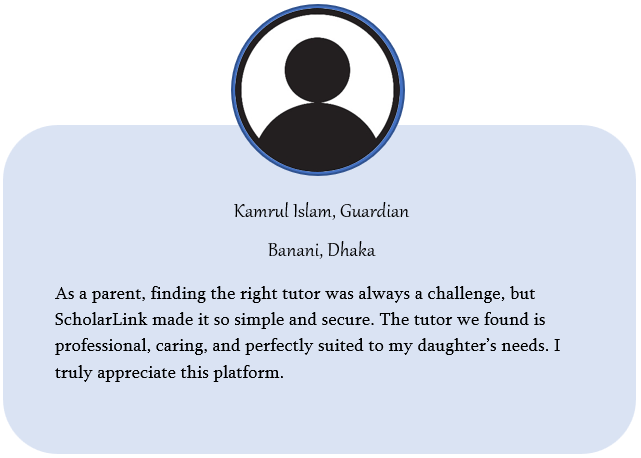 Kamrul Islam, Guardian
Banani, Dhaka
As a parent, finding the right tutor was always a challenge, but
ScholarLink made it so simple and secure. The tutor we found is
professional, caring, and perfectly suited to my daughter’s needs. I
truly appreciate this platform.